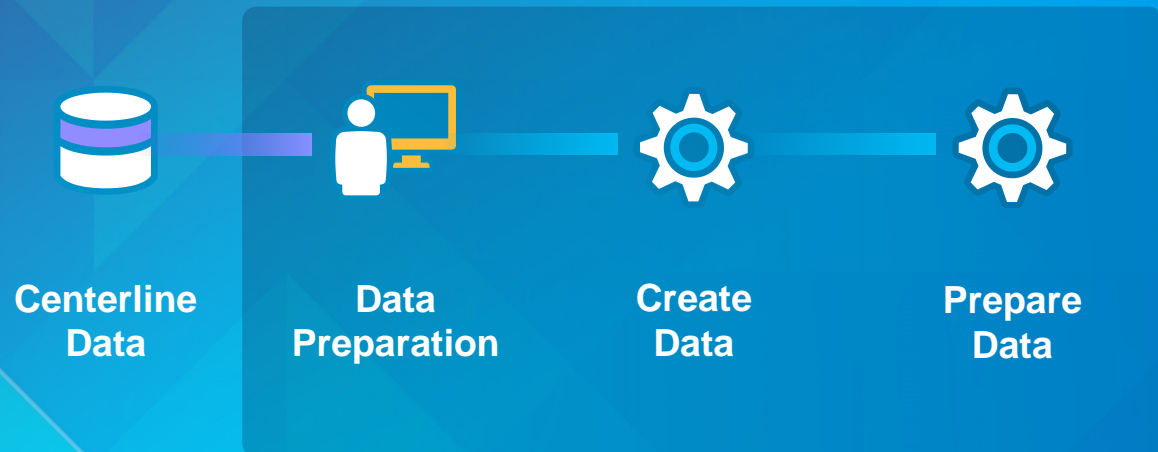 Centerline
Data
Data
Preparation
Create
Data
Prepare
Data